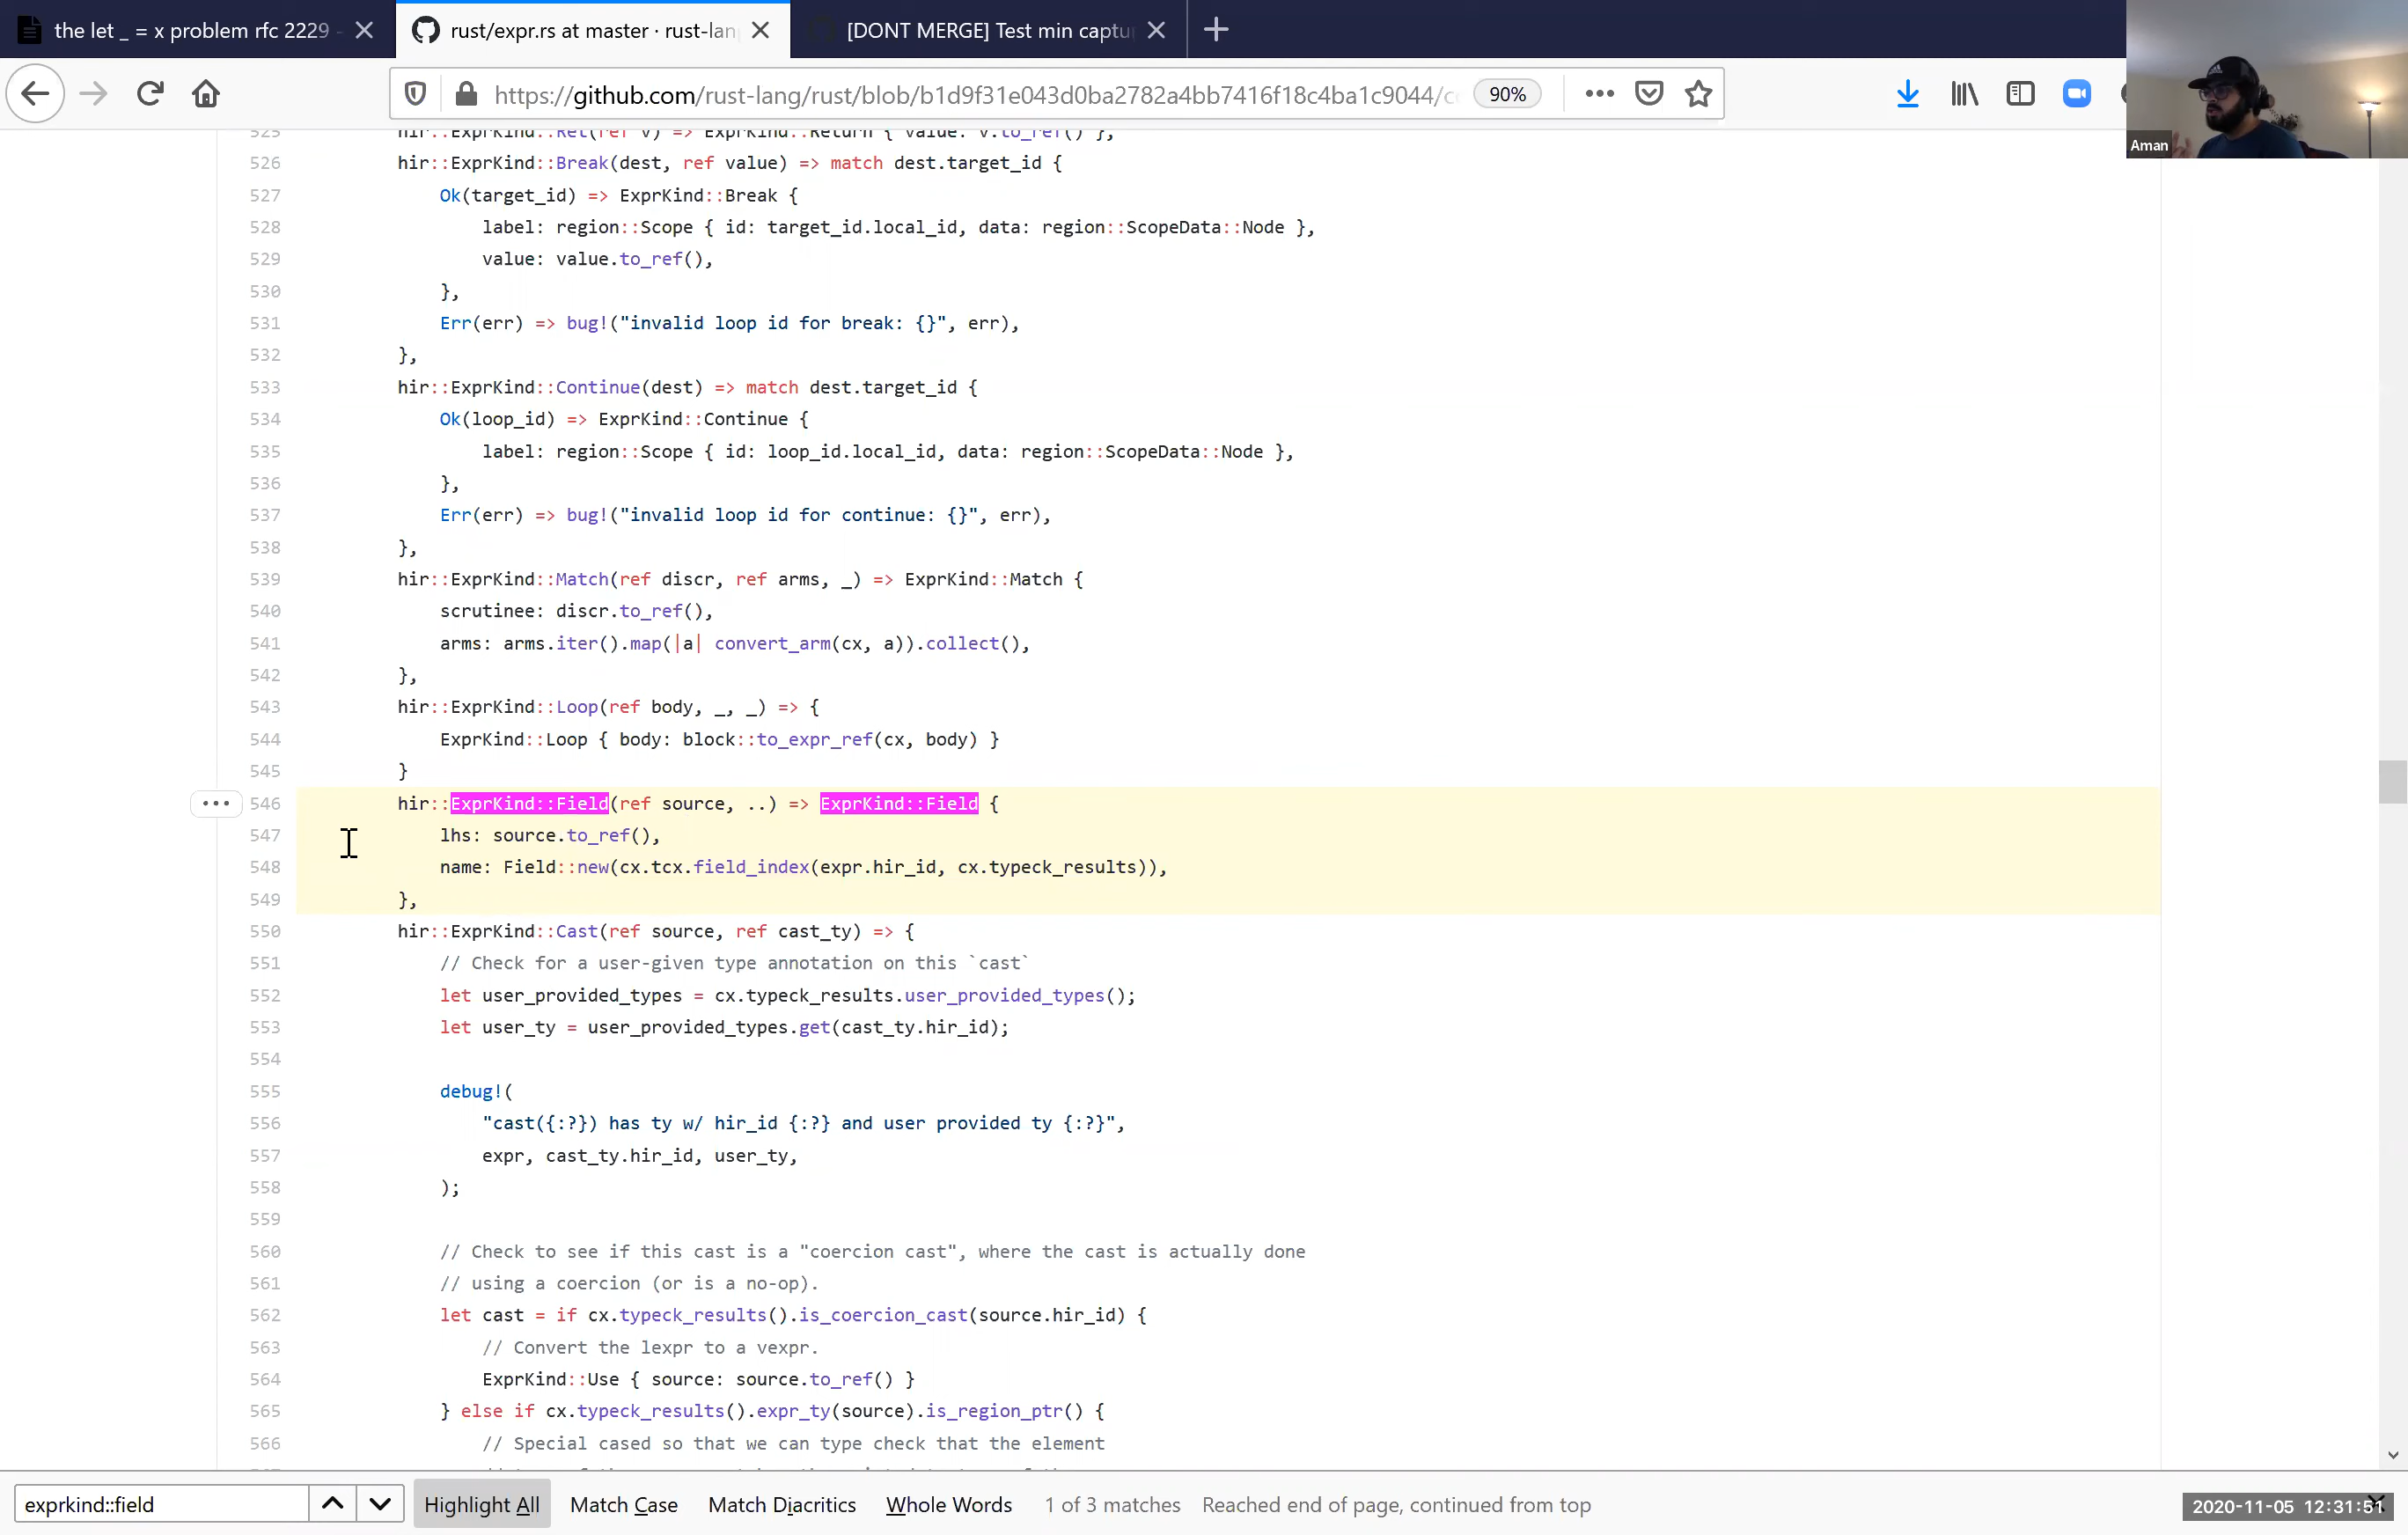 the let _ = x problem rfc 2229 -
rust/expr.rs at master · rust-lan
[DONT MERGE] Test min captu
https://github.com/rust-lang/rust/blob/b1d9f31e043d0ba2782a4bb7416f18c4ba1c9044/c
90%
Aman
525 hir::ExprKind::Ret(ref v) => ExprKind::Return { value: v.to_ref() },
526 hir::ExprKind::Break(dest, ref value) => match dest.target_id {
527 Ok(target_id) => ExprKind::Break {
528 label: region::Scope { id: target_id.local_id, data: region::ScopeData::Node },
529 value: value.to_ref(),
530 },
531 Err(err) => bug!("invalid loop id for break: {}", err),
532 },
533 hir::ExprKind::Continue(dest) => match dest.target_id {
534 Ok(loop_id) => ExprKind::Continue {
535 label: region::Scope { id: loop_id.local_id, data: region::ScopeData::Node },
536 },
537 Err(err) => bug!("invalid loop id for continue: {}", err),
538 },
539 hir::ExprKind::Match(ref discr, ref arms, _) => ExprKind::Match {
540 scrutinee: discr.to_ref(),
541 arms: arms.iter().map(|a| convert_arm(cx, a)).collect(),
542 },
543 hir::ExprKind::Loop(ref body, _, _) => {
544 ExprKind::Loop { body: block::to_expr_ref(cx, body) }
545 }
546 hir::ExprKind::Field(ref source, ..) => ExprKind::Field {
547 lhs: source.to_ref(),
548 name: Field::new(cx.tcx.field_index(expr.hir_id, cx.typeck_results)),
549 },
550 hir::ExprKind::Cast(ref source, ref cast_ty) => {
551 // Check for a user-given type annotation on this `cast`
552 let user_provided_types = cx.typeck_results.user_provided_types();
553 let user_ty = user_provided_types.get(cast_ty.hir_id);
554
555 debug!(
556 "cast({:?}) has ty w/ hir_id {:?} and user provided ty {:?}",
557 expr, cast_ty.hir_id, user_ty,
558 );
559
560 // Check to see if this cast is a "coercion cast", where the cast is actually done
561 // using a coercion (or is a no-op).
562 let cast = if cx.typeck_results().is_coercion_cast(source.hir_id) {
563 // Convert the lexpr to a vexpr.
564 ExprKind::Use { source: source.to_ref() }
565 } else if cx.typeck_results().expr_ty(source).is_region_ptr() {
566 // Special cased so that we can type check that the element
exprkind::field
Highlight All Match Case Match Diacritics Whole Words 1 of 3 matches Reached end of page, continued from top
2020-11-05 12:31:51